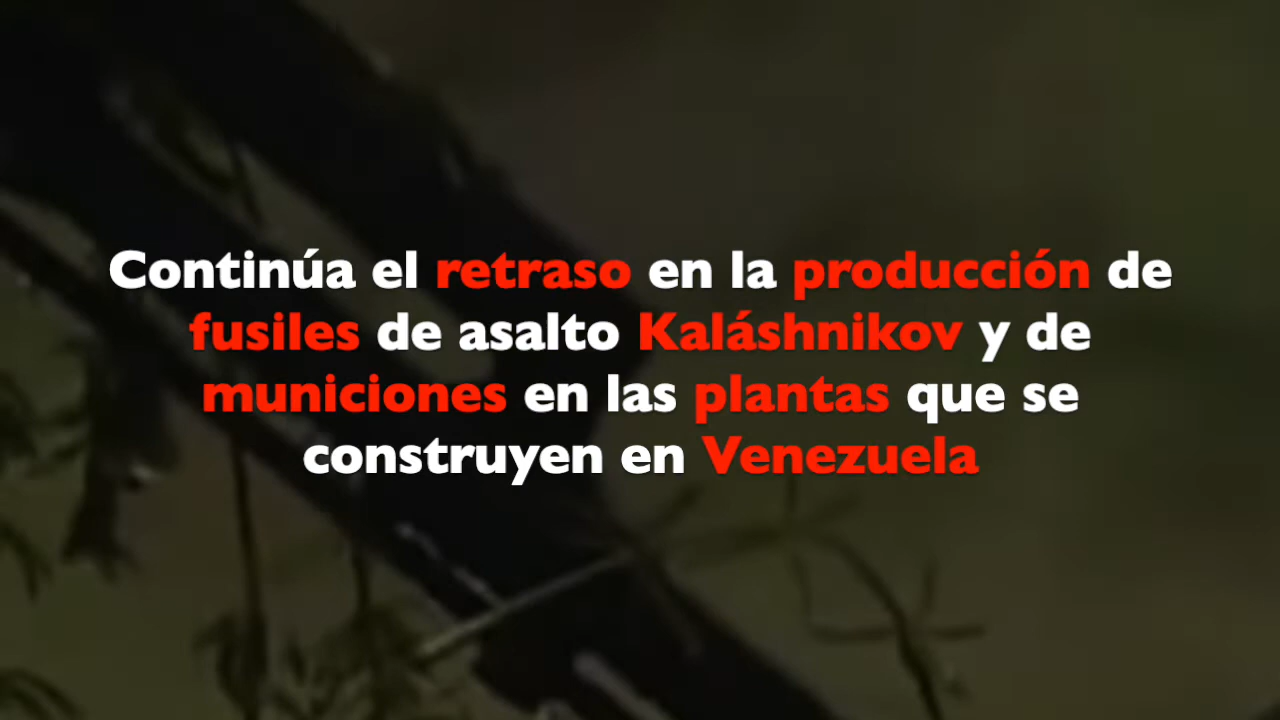 Continúa el retraso en la producción de
fusiles de asalto Kaláshnikov y de
municiones en las plantas que se
construyen en Venezuela